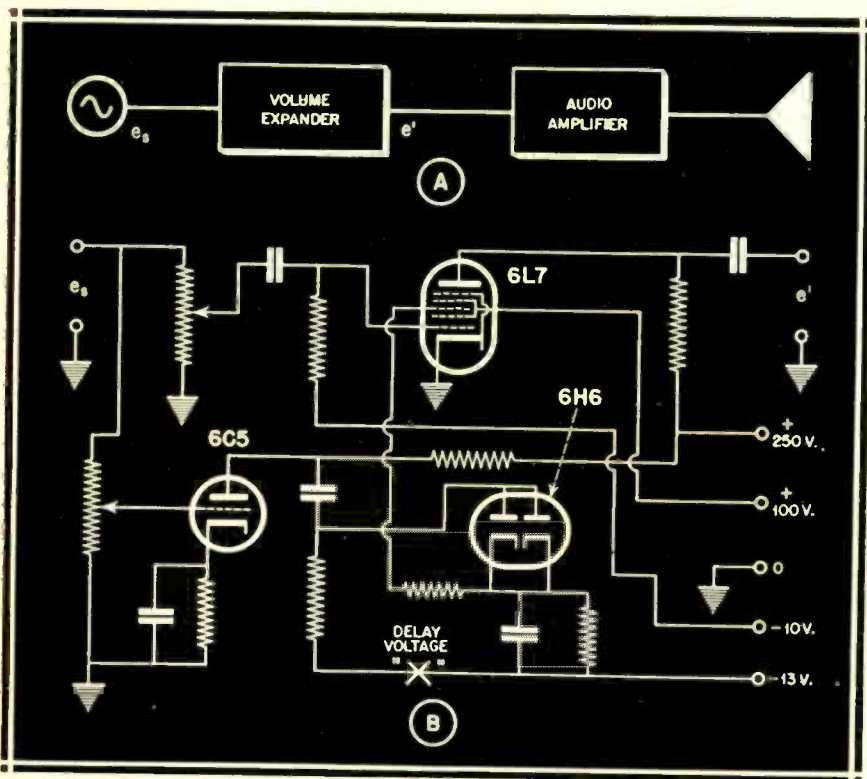 VOLUME
EXPANDER
AUDIO
AMPLIFIER
eₛ
e'
A
eₛ
6L7
e'
6H6
6C5
+
250 V.
+
100 V.
0
-10 V.
DELAY
VOLTAGE
" "
-13 V.
B